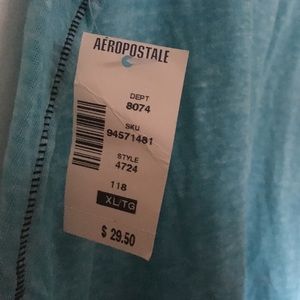 AÉROPOSTALE
DEPT
8074
SKU
94571481
STYLE
4724
118
XL/TG
$ 29.50